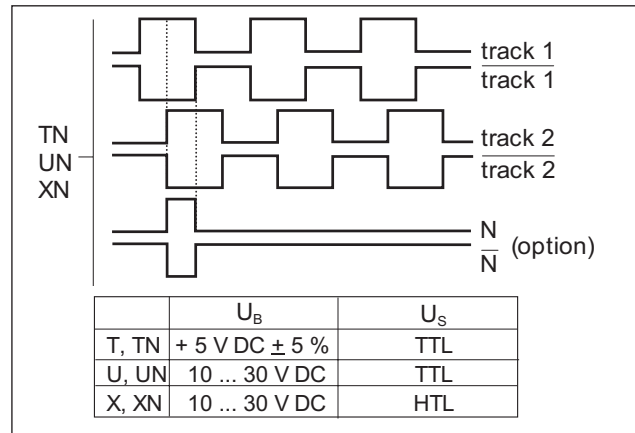 track 1
track 1
TN
UN
XN
track 2
track 2
N
N (option)
U_B U_S
T, TN + 5 V DC ± 5 % TTL
U, UN 10 ... 30 V DC TTL
X, XN 10 ... 30 V DC HTL